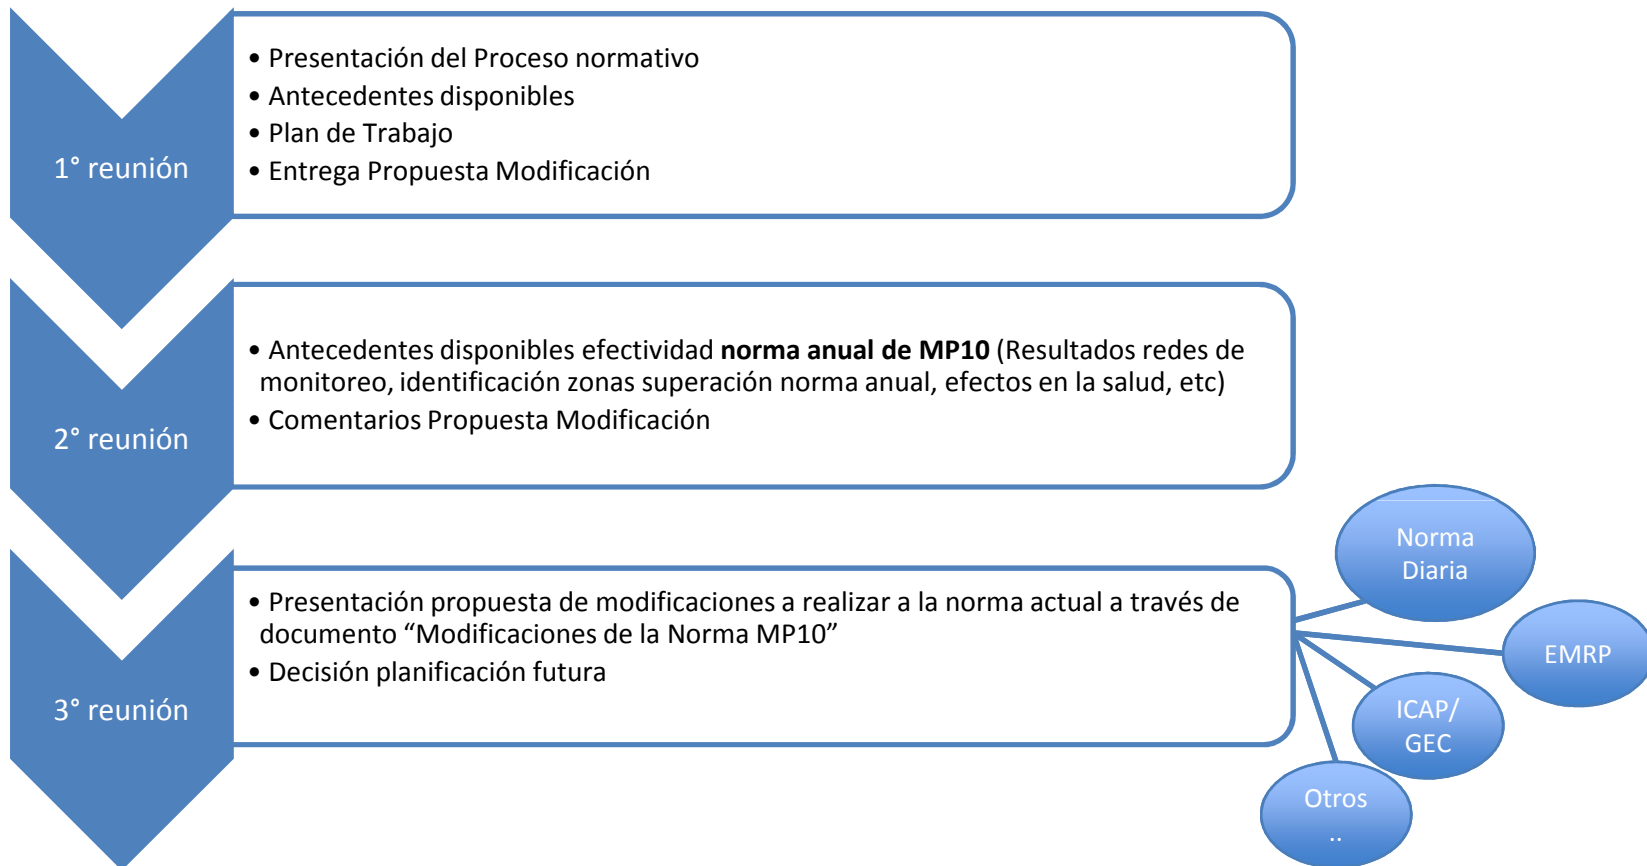 1° reunión
• Presentación del Proceso normativo
• Antecedentes disponibles
• Plan de Trabajo
• Entrega Propuesta Modificación
2° reunión
• Antecedentes disponibles efectividad norma anual de MP10 (Resultados redes de
monitoreo, identificación zonas superación norma anual, efectos en la salud, etc)
• Comentarios Propuesta Modificación
3° reunión
• Presentación propuesta de modificaciones a realizar a la norma actual a través de
documento “Modificaciones de la Norma MP10”
• Decisión planificación futura
Norma
Diaria
EMRP
ICAP/
GEC
Otros
..